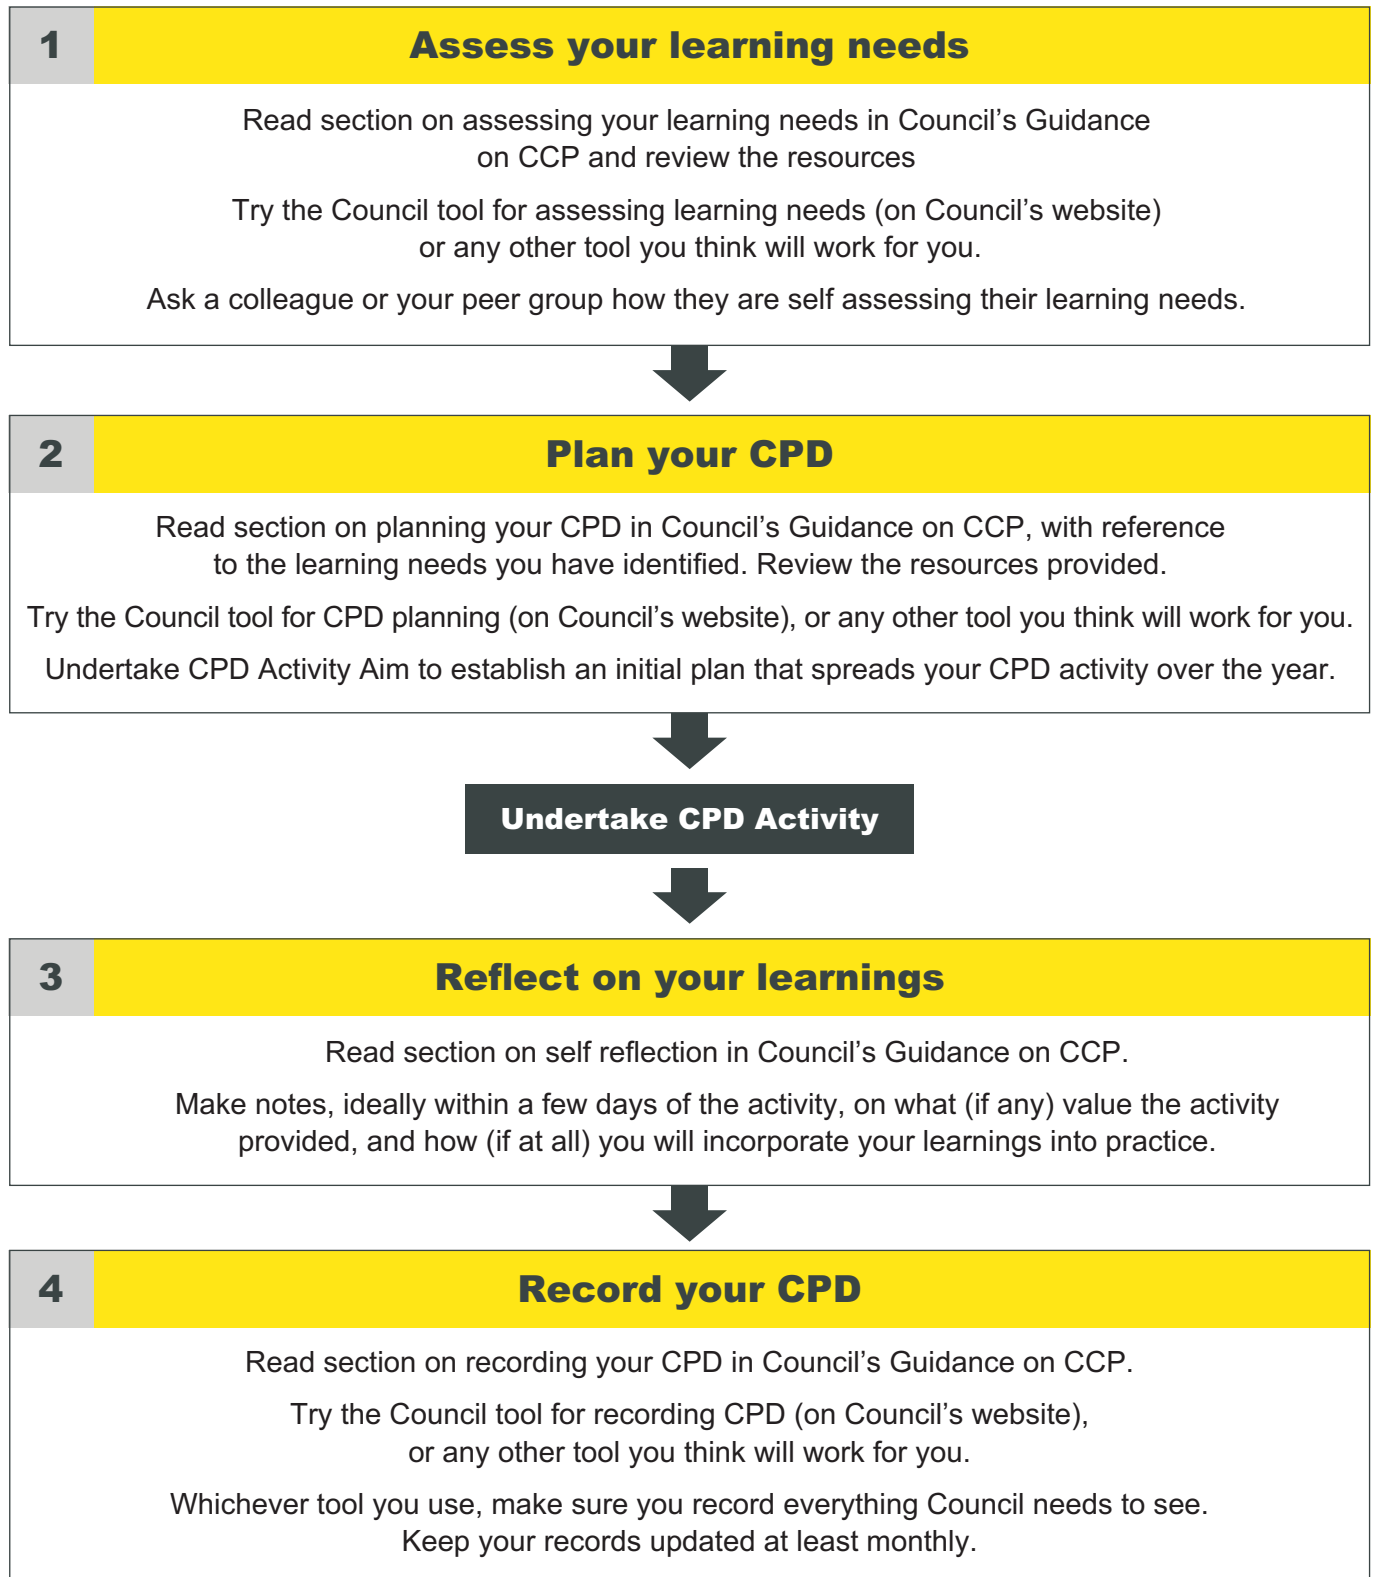 1
Assess your learning needs
Read section on assessing your learning needs in Council’s Guidance
on CCP and review the resources
Try the Council tool for assessing learning needs (on Council’s website)
or any other tool you think will work for you.
Ask a colleague or your peer group how they are self assessing their learning needs.
2
Plan your CPD
Read section on planning your CPD in Council’s Guidance on CCP, with reference
to the learning needs you have identified. Review the resources provided.
Try the Council tool for CPD planning (on Council’s website), or any other tool you think will work for you.
Undertake CPD Activity Aim to establish an initial plan that spreads your CPD activity over the year.
Undertake CPD Activity
3
Reflect on your learnings
Read section on self reflection in Council’s Guidance on CCP.
Make notes, ideally within a few days of the activity, on what (if any) value the activity
provided, and how (if at all) you will incorporate your learnings into practice.
4
Record your CPD
Read section on recording your CPD in Council’s Guidance on CCP.
Try the Council tool for recording CPD (on Council’s website),
or any other tool you think will work for you.
Whichever tool you use, make sure you record everything Council needs to see.
Keep your records updated at least monthly.